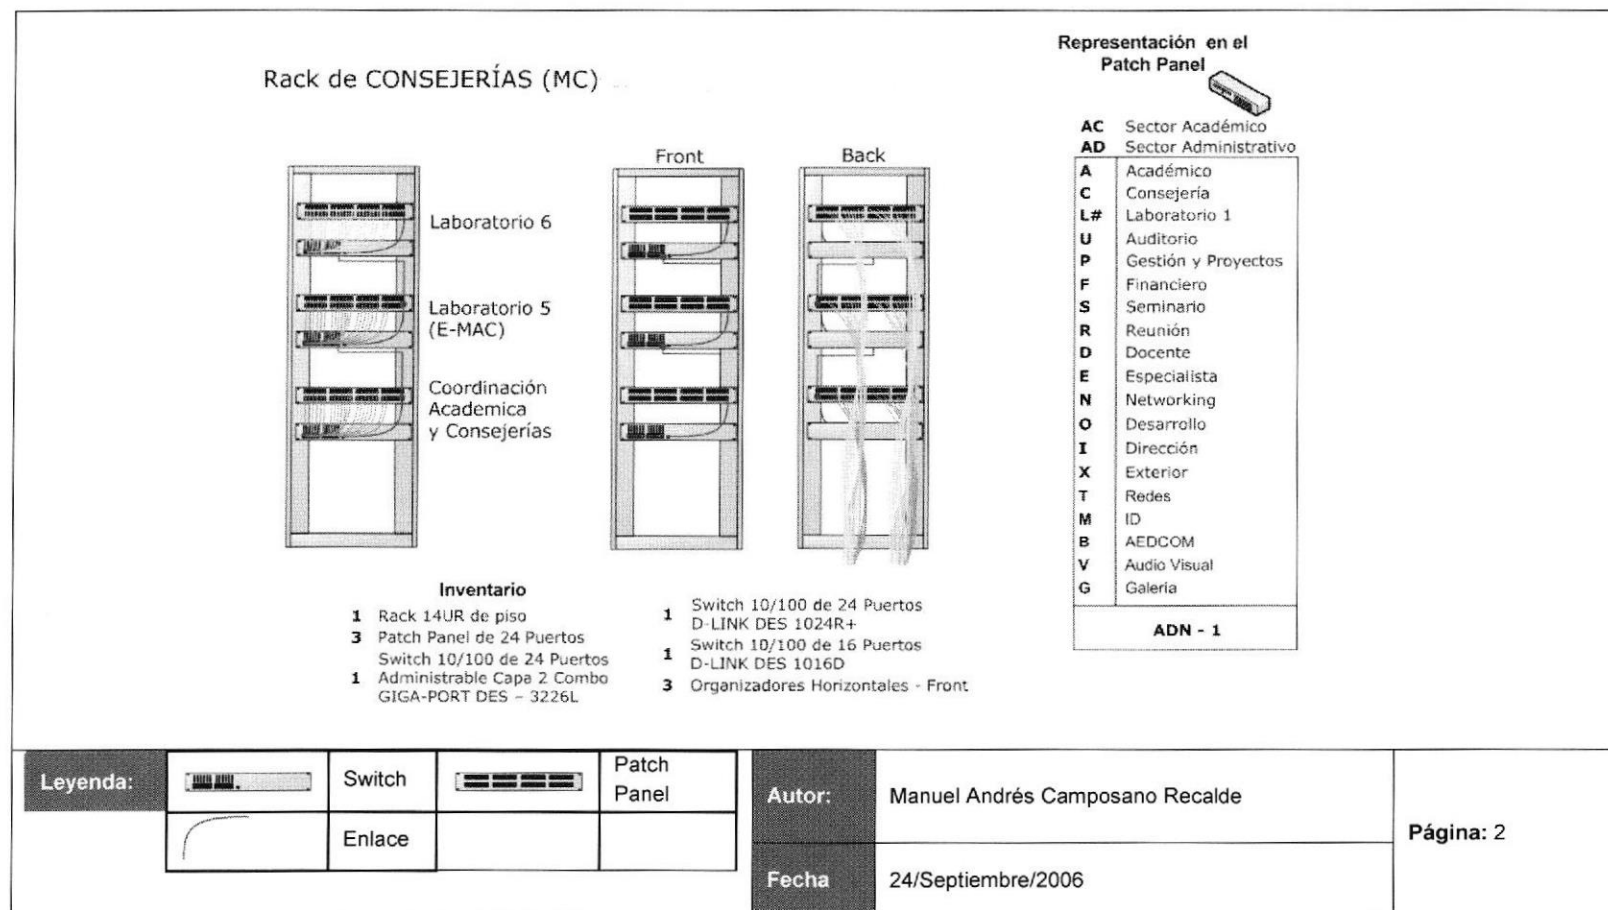 Rack de CONSEJERÍAS (MC)
Front
Back
Laboratorio 6
Laboratorio 5
(E-MAC)
Coordinación
Academica
y Consejerías
Representación en el
Patch Panel
AC Sector Académico
AD Sector Administrativo
A Académico
C Consejería
L# Laboratorio 1
U Auditorio
P Gestión y Proyectos
F Financiero
S Seminario
R Reunión
D Docente
E Especialista
N Networking
O Desarrollo
I Dirección
X Exterior
T Redes
M ID
B AEDCOM
V Audio Visual
G Galeria
ADN - 1
Inventario
1 Rack 14UR de piso
3 Patch Panel de 24 Puertos
Switch 10/100 de 24 Puertos
1 Administrable Capa 2 Combo
GIGA-PORT DES – 3226L
Switch 10/100 de 24 Puertos
1 D-LINK DES 1024R+
Switch 10/100 de 16 Puertos
1 D-LINK DES 1016D
3 Organizadores Horizontales - Front
Leyenda:
Switch
Patch
Panel
Enlace
Autor: Manuel Andrés Camposano Recalde
Fecha 24/Septiembre/2006
Página: 2